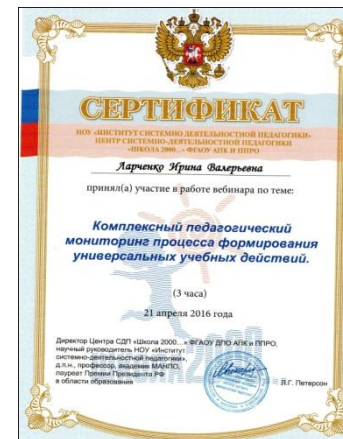 СЕРТИФИКАТ
НОУ «ИНСТИТУТ СИСТЕМНО-ДЕЯТЕЛЬНОСТНОЙ ПЕДАГОГИКИ»
ЦЕНТР СИСТЕМНО-ДЕЯТЕЛЬНОСТНОЙ ПЕДАГОГИКИ
«ШКОЛА 2000...» ФГАОУ АПК И ППРО
Ларченко Ирина Валерьевна
принял(а) участие в работе вебинара по теме:
Комплексный педагогический
мониторинг процесса формирования
универсальных учебных действий.
(3 часа)
21 апреля 2016 года
Директор Центра СДП «Школа 2000...» ФГАОУ ДПО АПК и ППРО,
научный руководитель НОУ «Институт
системно-деятельностной педагогики»,
д.п.н., профессор, академик МАНПО,
лауреат Премии Президента РФ
в области образования
Л.Г. Петерсон